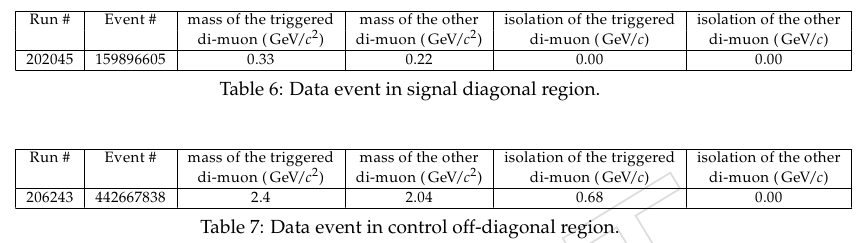 Run # Event # mass of the triggered mass of the other isolation of the triggered isolation of the other
di-muon (GeV/c²) di-muon (GeV/c²) di-muon (GeV/c) di-muon (GeV/c)
202045 159896605 0.33 0.22 0.00 0.00
Table 6: Data event in signal diagonal region.
Run # Event # mass of the triggered mass of the other isolation of the triggered isolation of the other
di-muon (GeV/c²) di-muon (GeV/c²) di-muon (GeV/c) di-muon (GeV/c)
206243 442667838 2.4 2.04 0.68 0.00
Table 7: Data event in control off-diagonal region.